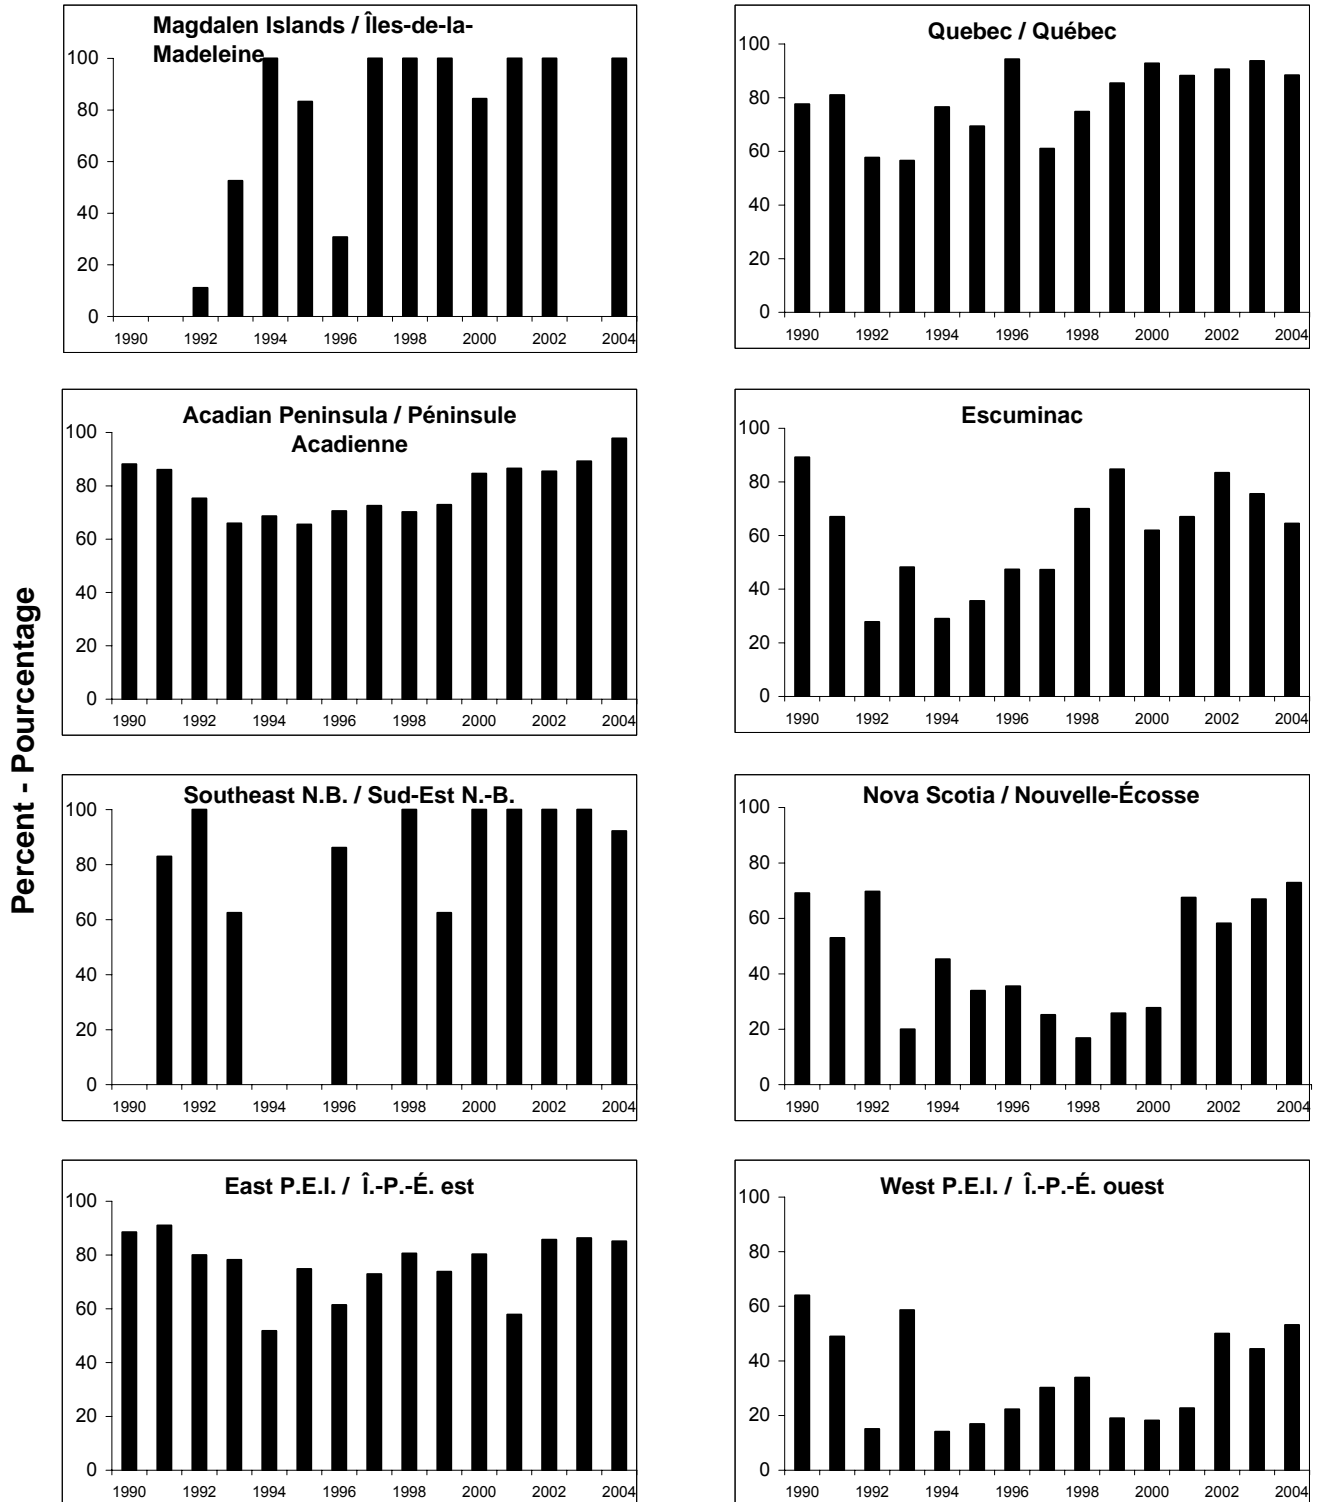 Percent - Pourcentage
Magdalen Islands / Îles-de-la-
Madeleine
100
80
60
40
20
0
1990 1992 1994 1996 1998 2000 2002 2004
Quebec / Québec
100
80
60
40
20
0
1990 1992 1994 1996 1998 2000 2002 2004
Acadian Peninsula / Péninsule
Acadienne
100
80
60
40
20
0
1990 1992 1994 1996 1998 2000 2002 2004
Escuminac
100
80
60
40
20
0
1990 1992 1994 1996 1998 2000 2002 2004
Southeast N.B. / Sud-Est N.-B.
100
80
60
40
20
0
1990 1992 1994 1996 1998 2000 2002 2004
Nova Scotia / Nouvelle-Écosse
100
80
60
40
20
0
1990 1992 1994 1996 1998 2000 2002 2004
East P.E.I. / Î.-P.-É. est
100
80
60
40
20
0
1990 1992 1994 1996 1998 2000 2002 2004
West P.E.I. / Î.-P.-É. ouest
100
80
60
40
20
0
1990 1992 1994 1996 1998 2000 2002 2004